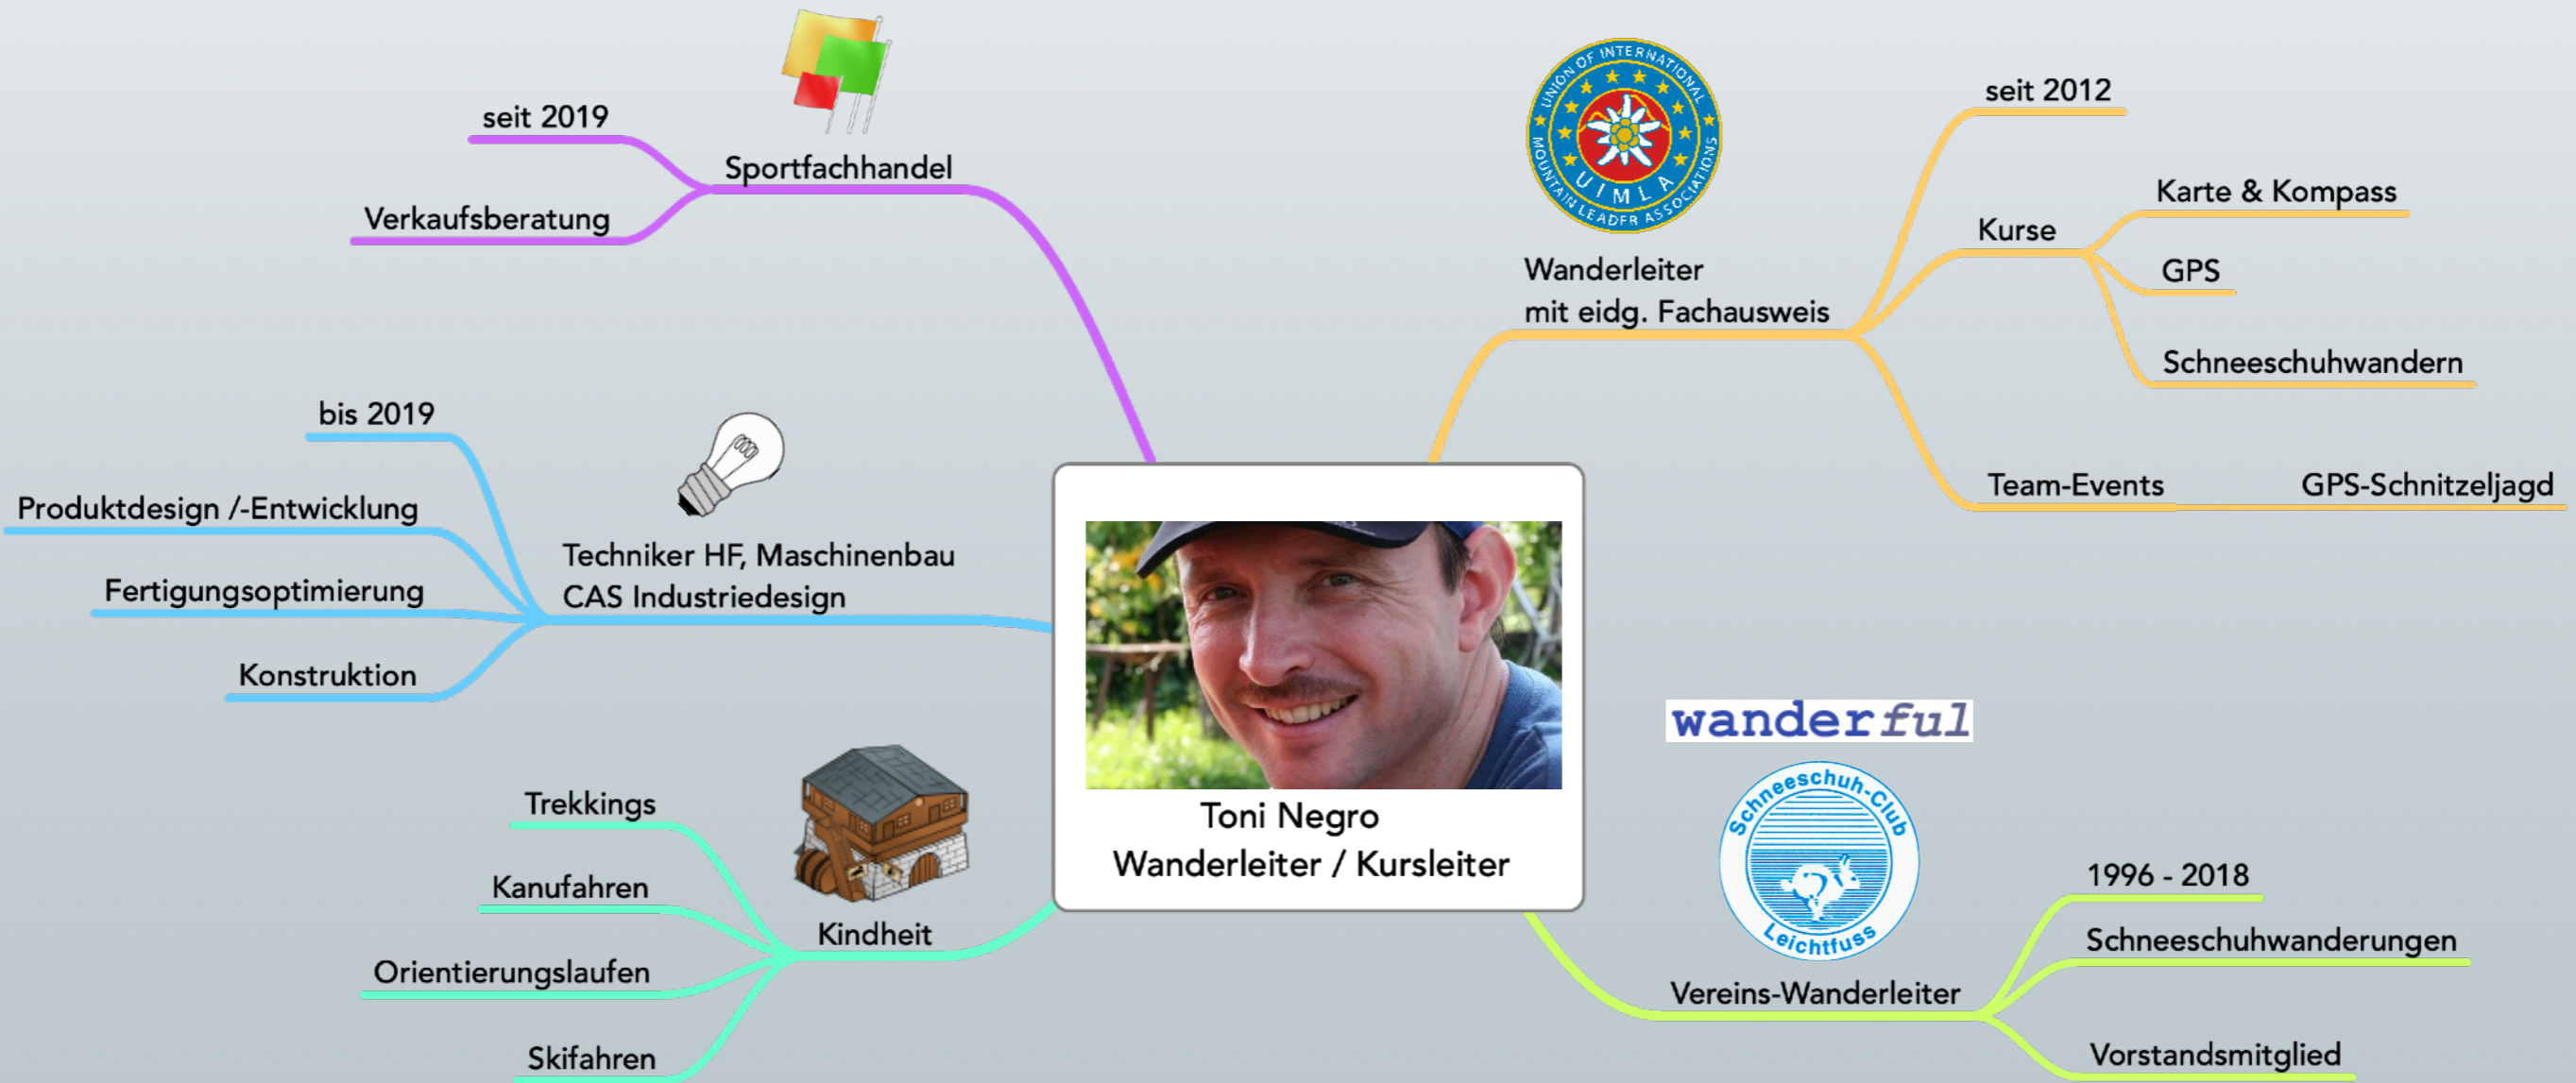 seit 2019
Sportfachhandel
Verkaufsberatung
bis 2019
Produktdesign /-Entwicklung
Techniker HF, Maschinenbau
CAS Industriedesign
Fertigungsoptimierung
Konstruktion
Trekkings
Kanufahren
Kindheit
Orientierungslaufen
Skifahren
Toni Negro
Wanderleiter / Kursleiter
UNION OF INTERNATIONAL
MOUNTAIN LEADER ASSOCIATIONS
UIMLA
Wanderleiter
mit eidg. Fachausweis
seit 2012
Kurse
Karte & Kompass
GPS
Schneeschuhwandern
Team-Events
GPS-Schnitzeljagd
wanderful
Schneeschuh-Club
Leichtfuss
Vereins-Wanderleiter
1996 - 2018
Schneeschuhwanderungen
Vorstandsmitglied